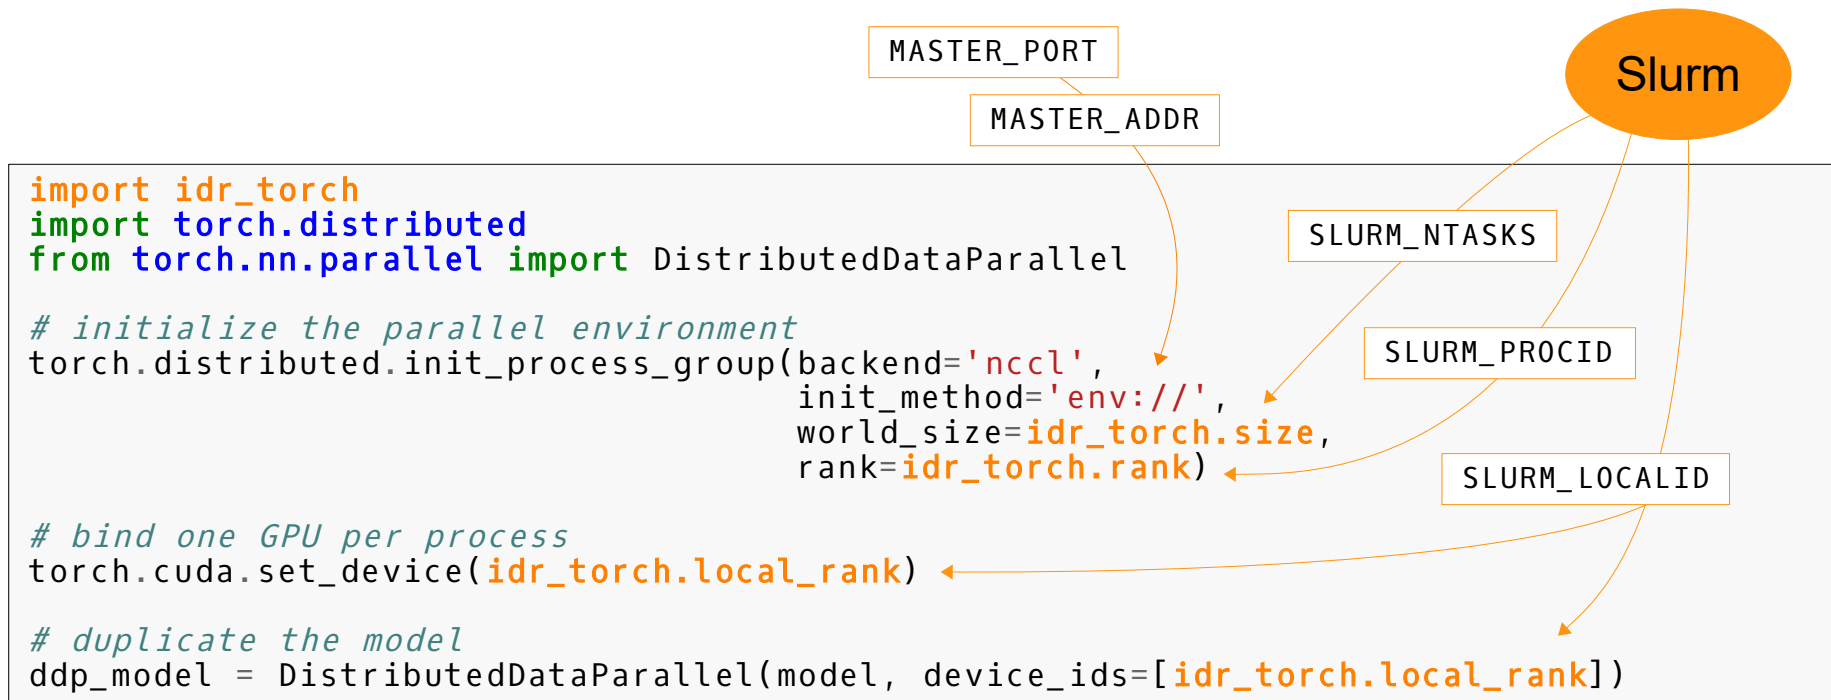 MASTER_PORT
Slurm
MASTER_ADDR
import idr_torch
import torch.distributed
SLURM_NTASKS
from torch.nn.parallel import DistributedDataParallel
# initialize the parallel environment
SLURM_PROCID
torch.distributed.init_process_group(backend='nccl',
init_method='env://',
world_size=idr_torch.size,
rank=idr_torch.rank)
SLURM_LOCALID
# bind one GPU per process
torch.cuda.set_device(idr_torch.local_rank)
# duplicate the model
ddp_model = DistributedDataParallel(model, device_ids=[idr_torch.local_rank])